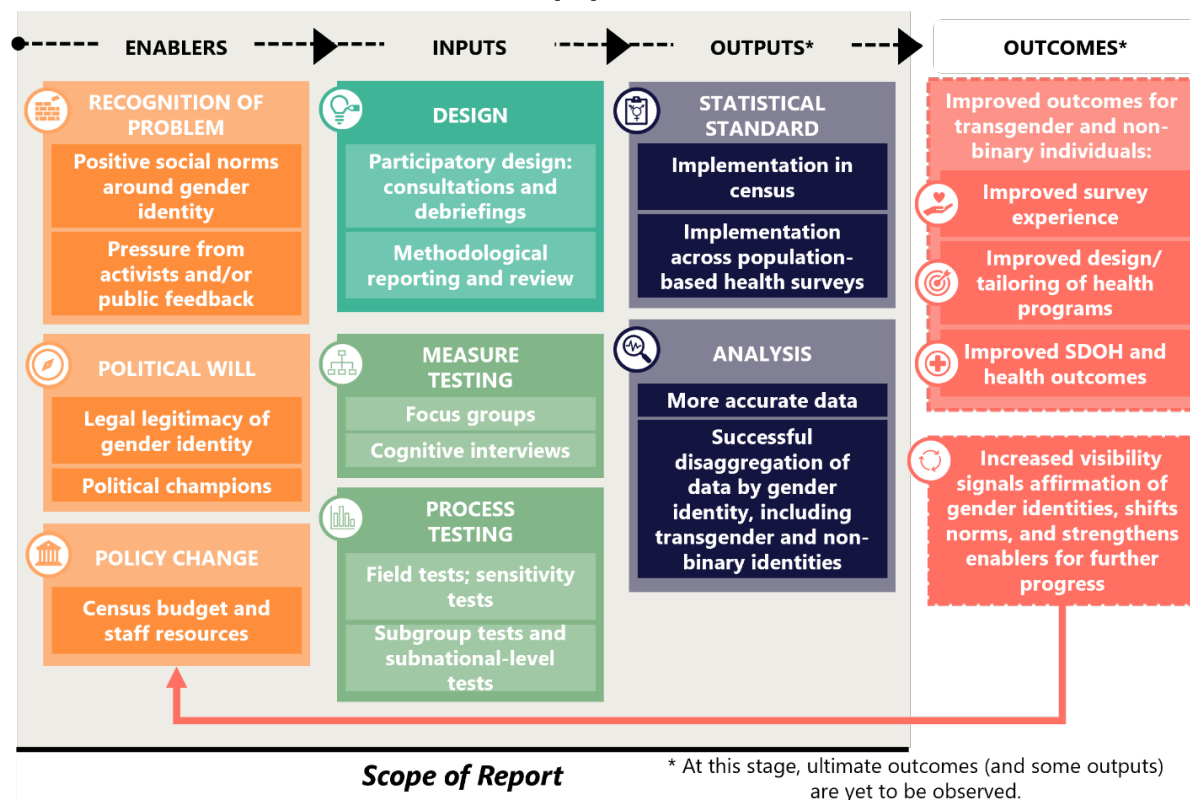 ENABLERS
INPUTS
OUTPUTS*
OUTCOMES*
RECOGNITION OF
PROBLEM
Positive social norms
around gender
identity
Pressure from
activists and/or
public feedback
POLITICAL WILL
Legal legitimacy of
gender identity
Political champions
POLICY CHANGE
Census budget and
staff resources
DESIGN
Participatory design:
consultations and
debriefings
Methodological
reporting and review
MEASURE
TESTING
Focus groups
Cognitive interviews
PROCESS
TESTING
Field tests; sensitivity
tests
Subgroup tests and
subnational-level
tests
STATISTICAL
STANDARD
Implementation in
census
Implementation
across population-
based health surveys
ANALYSIS
More accurate data
Successful
disaggregation of
data by gender
identity, including
transgender and non-
binary identities
Improved outcomes for
transgender and non-
binary individuals:
Improved survey
experience
Improved design/
tailoring of health
programs
Improved SDOH and
health outcomes
Increased visibility
signals affirmation of
gender identities, shifts
norms, and strengthens
enablers for further
progress
Scope of Report
* At this stage, ultimate outcomes (and some outputs)
are yet to be observed.